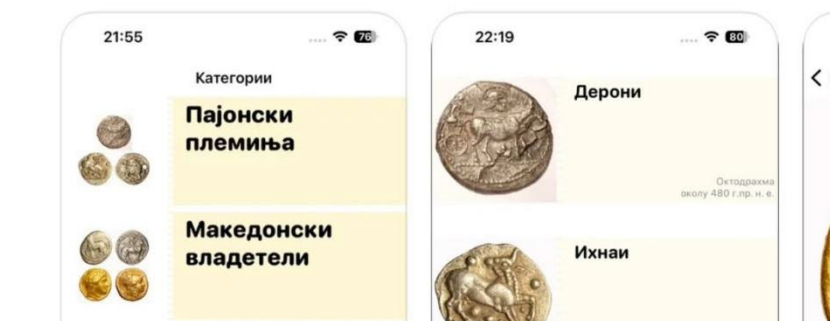 21:55
76
Категории
Пајонски
племиња
Македонски
владетели
22:19
80
Дерони
Октодрахма
околу 480 г.пр. н. е.
Ихнаи